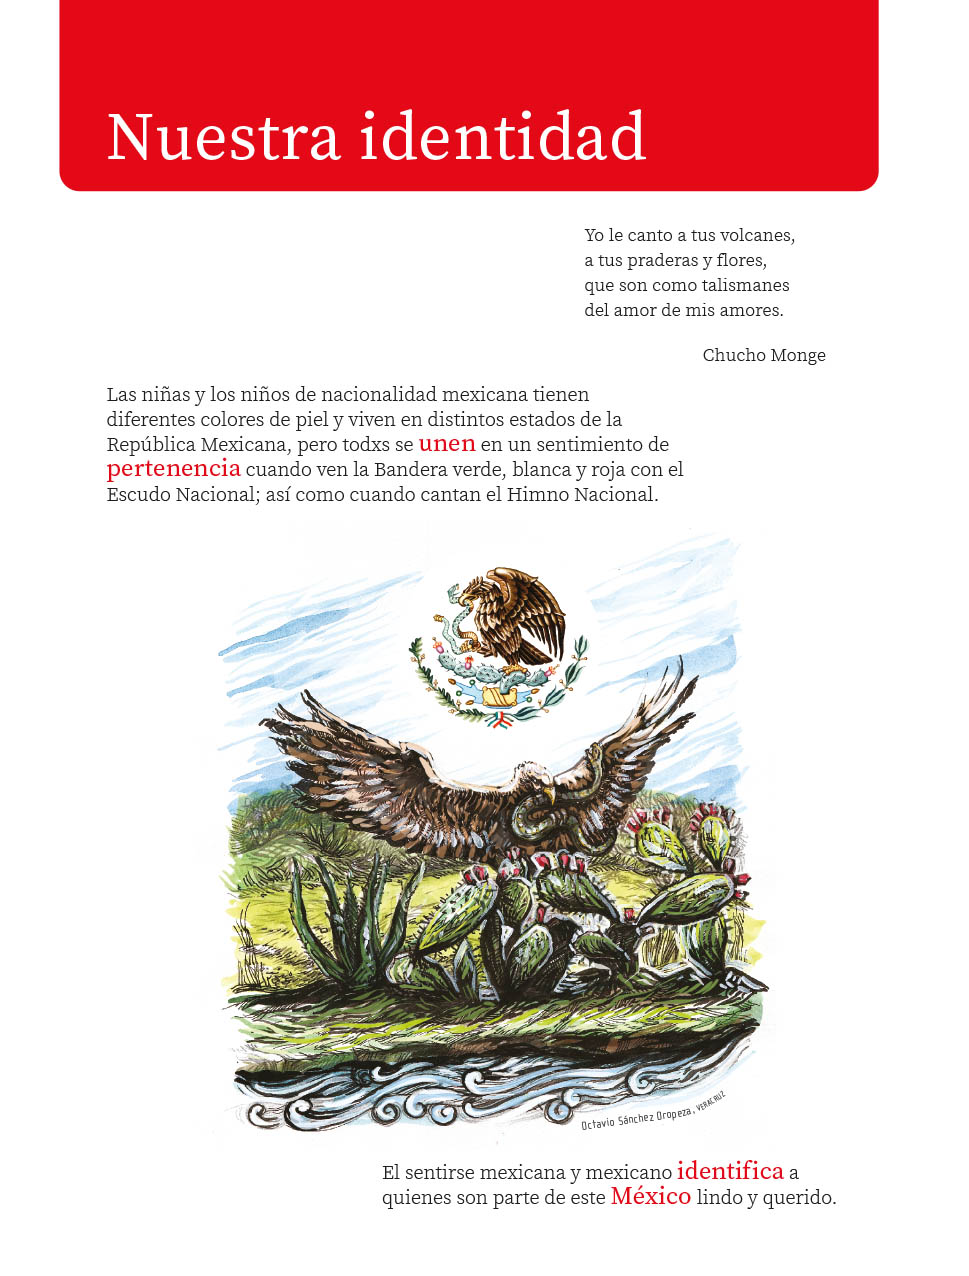 Nuestra identidad
Yo le canto a tus volcanes,
a tus praderas y flores,
que son como talismanes
del amor de mis amores.
Chucho Monge
Las niñas y los niños de nacionalidad mexicana tienen
diferentes colores de piel y viven en distintos estados de la
República Mexicana, pero todxs se unen en un sentimiento de
pertenencia cuando ven la Bandera verde, blanca y roja con el
Escudo Nacional; así como cuando cantan el Himno Nacional.
Octavio Sánchez Oropeza, VERACRUZ
El sentirse mexicana y mexicano identifica a
quienes son parte de este México lindo y querido.